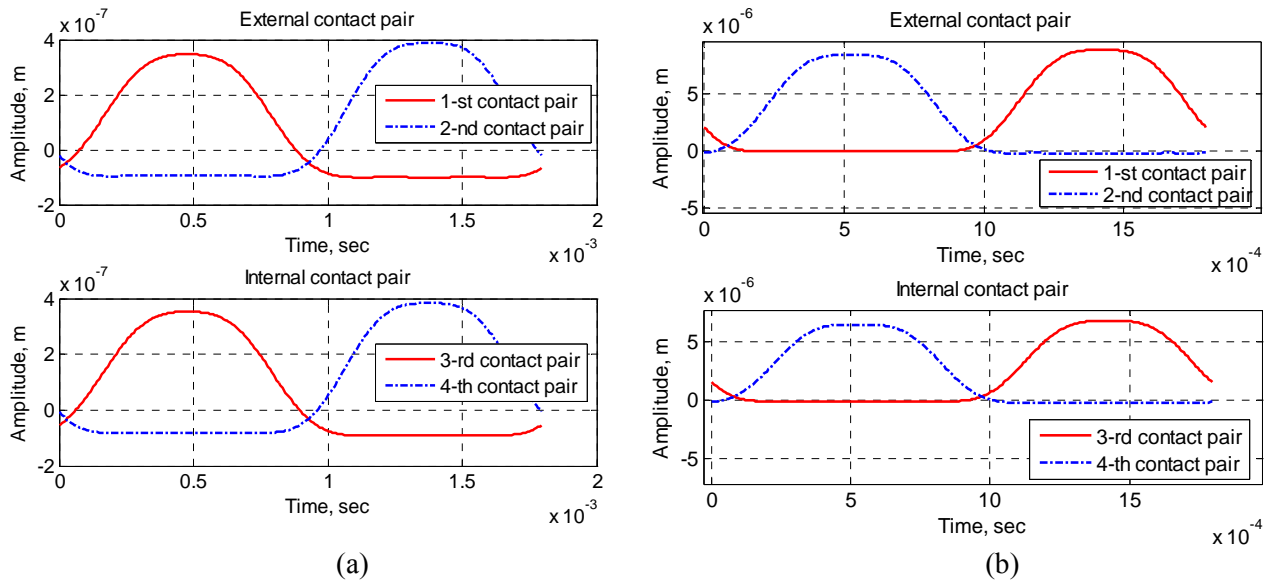 x 10^-7
External contact pair
Amplitude, m
4
2
0
-2
1-st contact pair
2-nd contact pair
0
0.5
1
1.5
2
Time, sec
x 10^-3
x 10^-7
Internal contact pair
Amplitude, m
4
2
0
-2
3-rd contact pair
4-th contact pair
0
0.5
1
1.5
2
Time, sec
x 10^-3
(a)
x 10^-6
External contact pair
Amplitude, m
5
0
-5
1-st contact pair
2-nd contact pair
0
5
10
15
Time, sec
x 10^-4
x 10^-6
Internal contact pair
Amplitude, m
5
0
-5
3-rd contact pair
4-th contact pair
0
5
10
15
Time, sec
x 10^-4
(b)